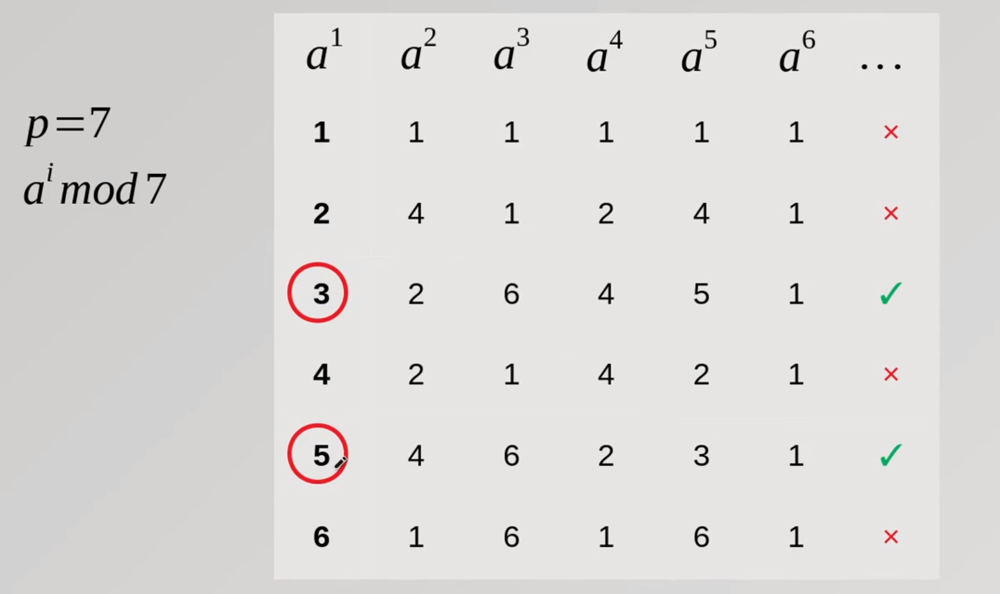 p=7
a^i mod 7
a^1 a^2 a^3 a^4 a^5 a^6 ...
1 1 1 1 1 1 ×
2 4 1 2 4 1 ×
3 2 6 4 5 1 ✓
4 2 1 4 2 1 ×
5 4 6 2 3 1 ✓
6 1 6 1 6 1 ×